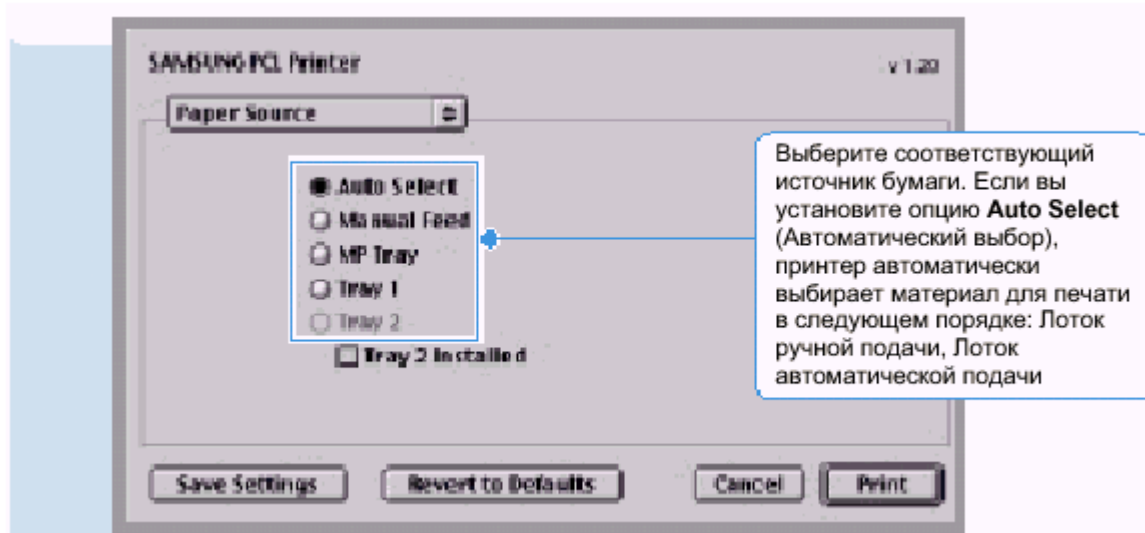 SAMSUNG PCL Printer
v 1.20
Paper Source
Auto Select
Manual Feed
MP Tray
Tray 1
Tray 2
Tray 2 Installed
Выберите соответствующий
источник бумаги. Если вы
установите опцию Auto Select
(Автоматический выбор),
принтер автоматически
выбирает материал для печати
в следующем порядке: Лоток
ручной подачи, Лоток
автоматической подачи
Save Settings
Revert to Defaults
Cancel
Print